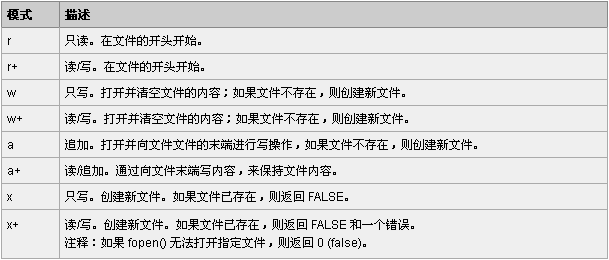 模式 描述
r 只读。在文件的开头开始。
r+ 读/写。在文件的开头开始。
w 只写。打开并清空文件的内容；如果文件不存在，则创建新文件。
w+ 读/写。打开并清空文件的内容；如果文件不存在，则创建新文件。
a 追加。打开并向文件文件的末端进行写操作，如果文件不存在，则创建新文件。
a+ 读/追加。通过向文件末端写内容，来保持文件内容。
x 只写。创建新文件。如果文件已存在，则返回 FALSE。
x+ 读/写。创建新文件。如果文件已存在，则返回 FALSE 和一个错误。
注释：如果 fopen() 无法打开指定文件，则返回 0 (false)。